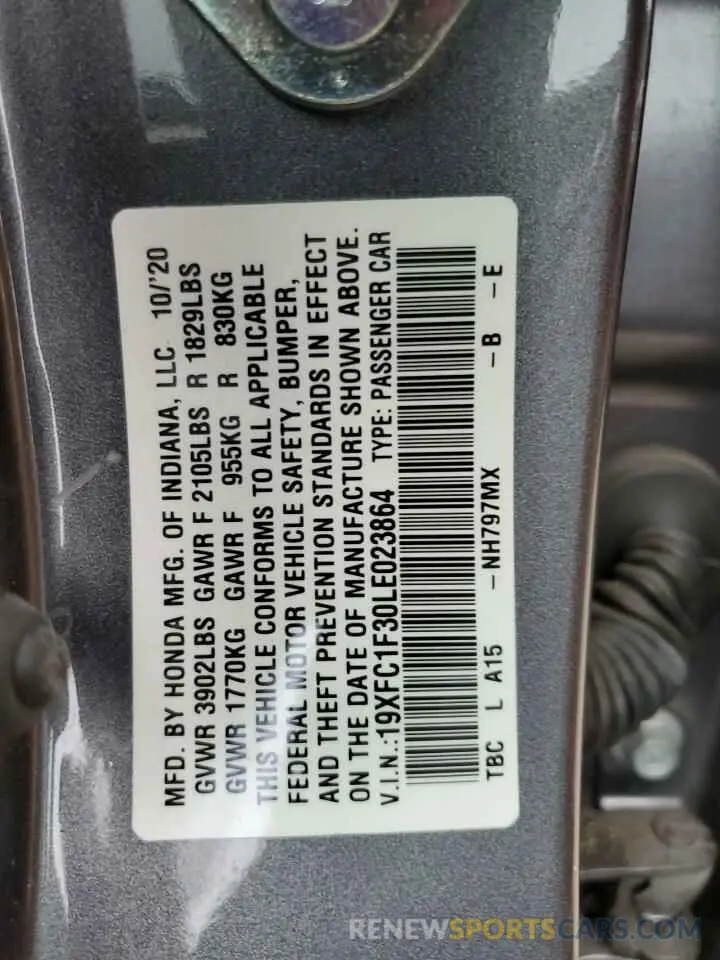 MFD. BY HONDA MFG. OF INDIANA, LLC 10/'20
GVWR 3902LBS GAWR F 2105LBS R 1829LBS
GVWR 1770KG GAWR F 955KG R 830KG
THIS VEHICLE CONFORMS TO ALL APPLICABLE
FEDERAL MOTOR VEHICLE SAFETY, BUMPER,
AND THEFT PREVENTION STANDARDS IN EFFECT
ON THE DATE OF MANUFACTURE SHOWN ABOVE.
V.I.N.:19XFC1F30LE023864 TYPE: PASSENGER CAR
TBC L A15 -NH797MX -B -E
RENEWSPORTSCARS.COM